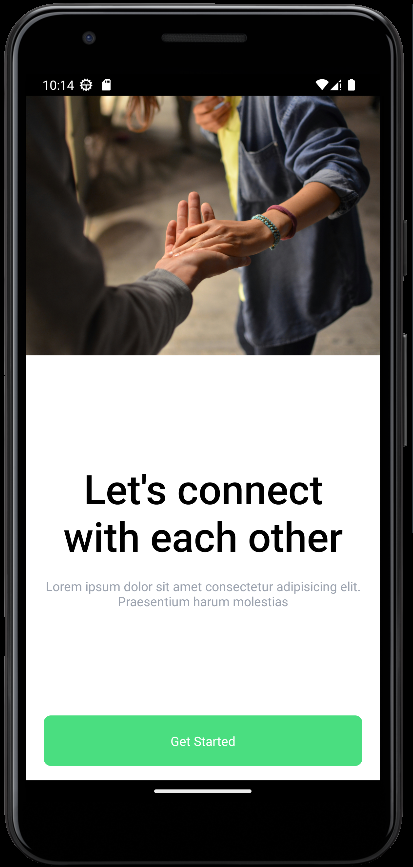 10:14
Let's connect
with each other
Lorem ipsum dolor sit amet consectetur adipisicing elit.
Praesentium harum molestias
Get Started